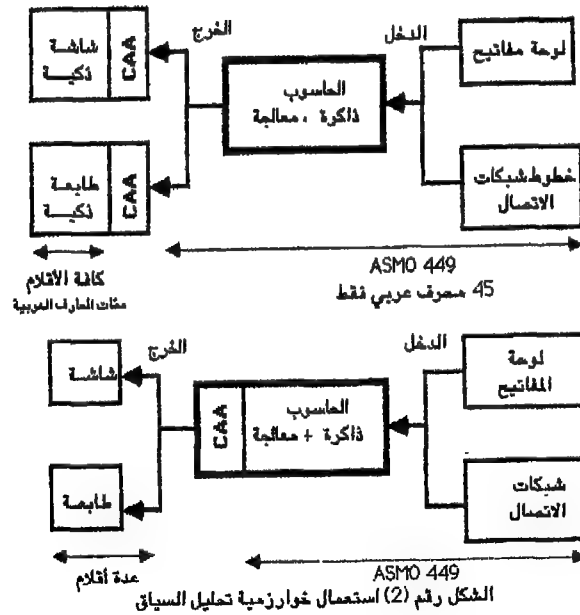 الدخل
الخرج
لوحة مفاتيح
شاشة
ذكية
CAA
الحاسوب
ذاكرة ، معالجة
خطوط شبكات
الاتصال
طابعة
ذكية
CAA
ASMO 449
45 محرف عربي فقط
كافة الأقلام
مئات المحارف العربية
الدخل
الخرج
لوحة
المفاتيح
شاشة
الحاسوب
ذاكرة + معالجة
CAA
شبكات
الاتصال
طابعة
ASMO 449
عدة أقلام
الشكل رقم (2) استعمال خوارزمية تحليل السياق